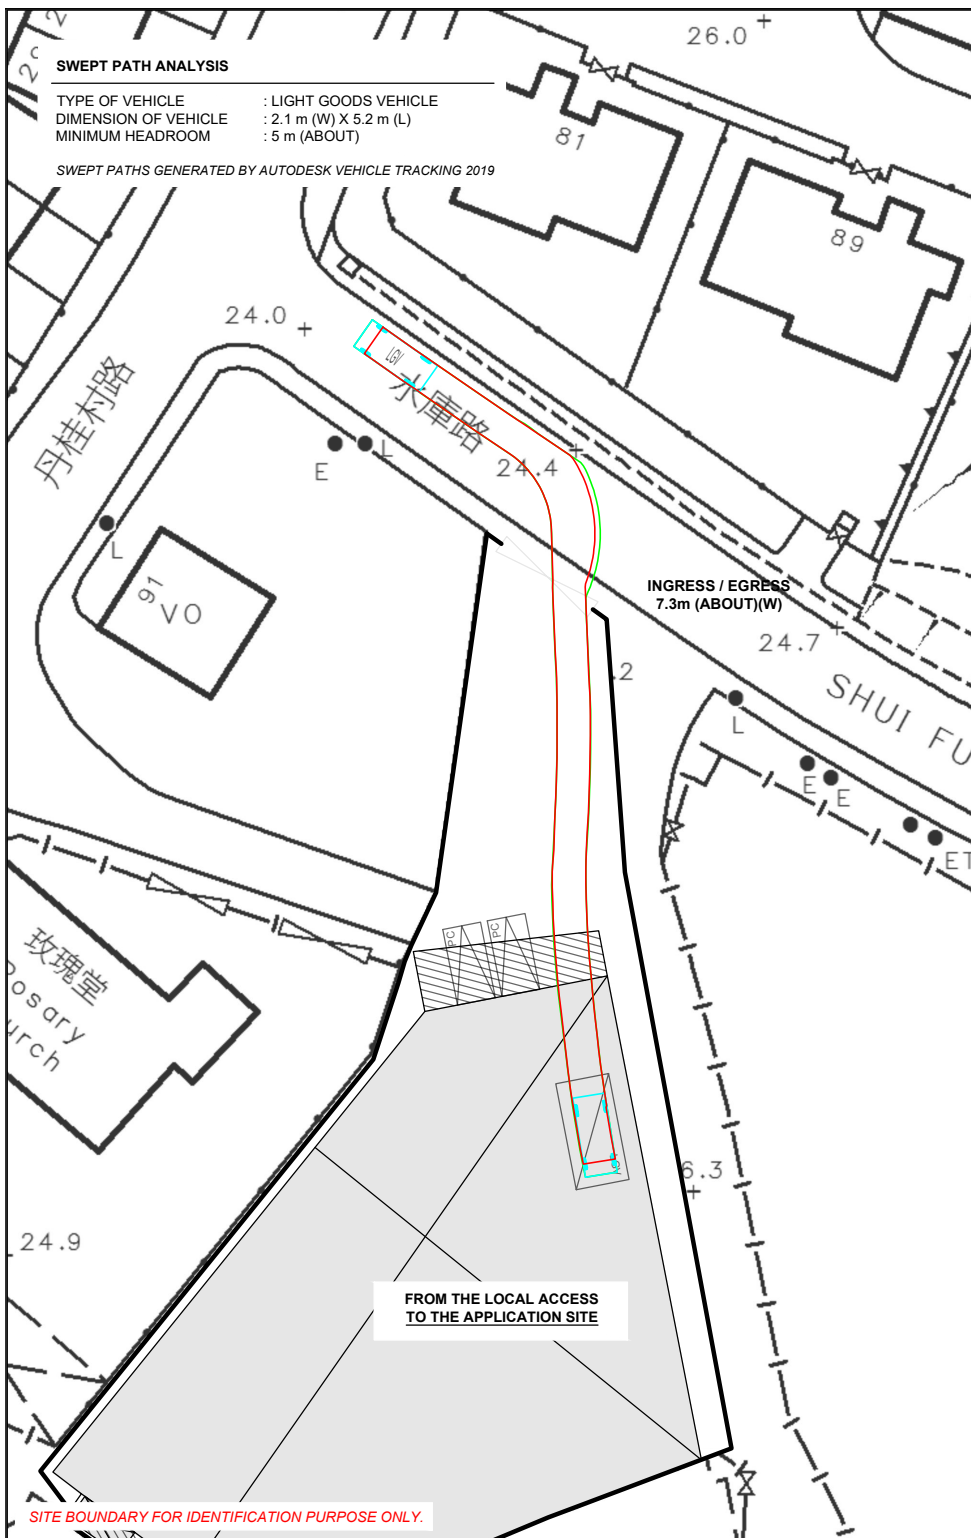 SWEPT PATH ANALYSIS
TYPE OF VEHICLE : LIGHT GOODS VEHICLE
DIMENSION OF VEHICLE : 2.1 m (W) X 5.2 m (L)
MINIMUM HEADROOM : 5 m (ABOUT)
SWEPT PATHS GENERATED BY AUTODESK VEHICLE TRACKING 2019
26.0
81
89
24.0
LGV
水庫路
丹桂村路
E
L
24.4
L
91
VO
INGRESS / EGRESS
7.3m (ABOUT)(W)
24.7
.2
SHUI FU
L
E
E
ET
PC
PC
玫瑰堂
Rosary
urch
6.3
24.9
FROM THE LOCAL ACCESS
TO THE APPLICATION SITE
SITE BOUNDARY FOR IDENTIFICATION PURPOSE ONLY.